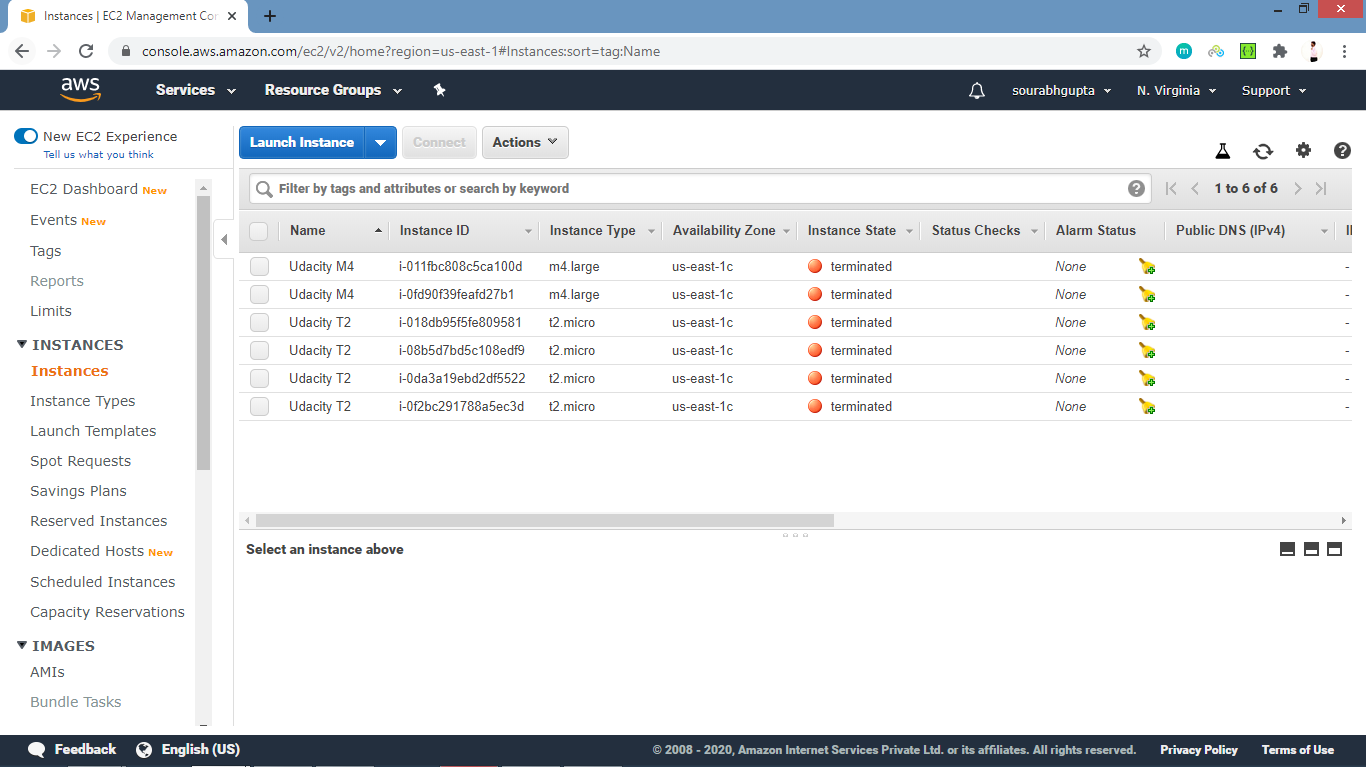 Instances | EC2 Management Con
console.aws.amazon.com/ec2/v2/home?region=us-east-1#Instances:sort=tag:Name
aws Services Resource Groups sourabhgupta N. Virginia Support
New EC2 Experience
Tell us what you think
Launch Instance Connect Actions
Filter by tags and attributes or search by keyword 1 to 6 of 6
Name Instance ID Instance Type Availability Zone Instance State Status Checks Alarm Status Public DNS (IPv4)
Udacity M4 i-011fbc808c5ca100d m4.large us-east-1c terminated None -
Udacity M4 i-0fd90f39feafd27b1 m4.large us-east-1c terminated None -
Udacity T2 i-018db95f5fe809581 t2.micro us-east-1c terminated None -
Udacity T2 i-08b5d7bd5c108edf9 t2.micro us-east-1c terminated None -
Udacity T2 i-0da3a19ebd2df5522 t2.micro us-east-1c terminated None -
Udacity T2 i-0f2bc291788a5ec3d t2.micro us-east-1c terminated None -
Select an instance above
EC2 Dashboard New
Events New
Tags
Reports
Limits
INSTANCES
Instances
Instance Types
Launch Templates
Spot Requests
Savings Plans
Reserved Instances
Dedicated Hosts New
Scheduled Instances
Capacity Reservations
IMAGES
AMIs
Bundle Tasks
Feedback English (US) © 2008 - 2020, Amazon Internet Services Private Ltd. or its affiliates. All rights reserved. Privacy Policy Terms of Use